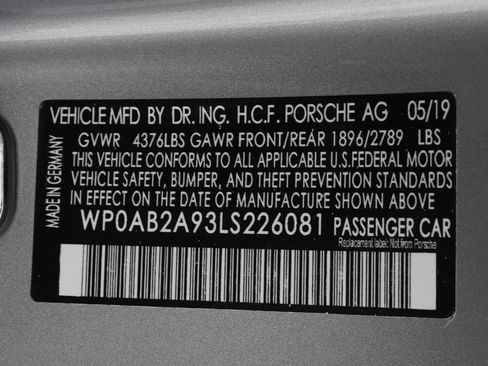 VEHICLE MFD BY DR. ING. H.C.F. PORSCHE AG 05/19
GVWR 4376LBS GAWR FRONT/REAR 1896/2789 LBS
THIS VEHICLE CONFORMS TO ALL APPLICABLE U.S.FEDERAL MOTOR
VEHICLE SAFETY, BUMPER, AND THEFT PREVENTION STANDARDS
IN EFFECT ON THE DATE OF MANUFACTURE SHOWN ABOVE
WP0AB2A93LS226081 PASSENGER CAR
Replacement label: Not from Porsche
MADE IN GERMANY